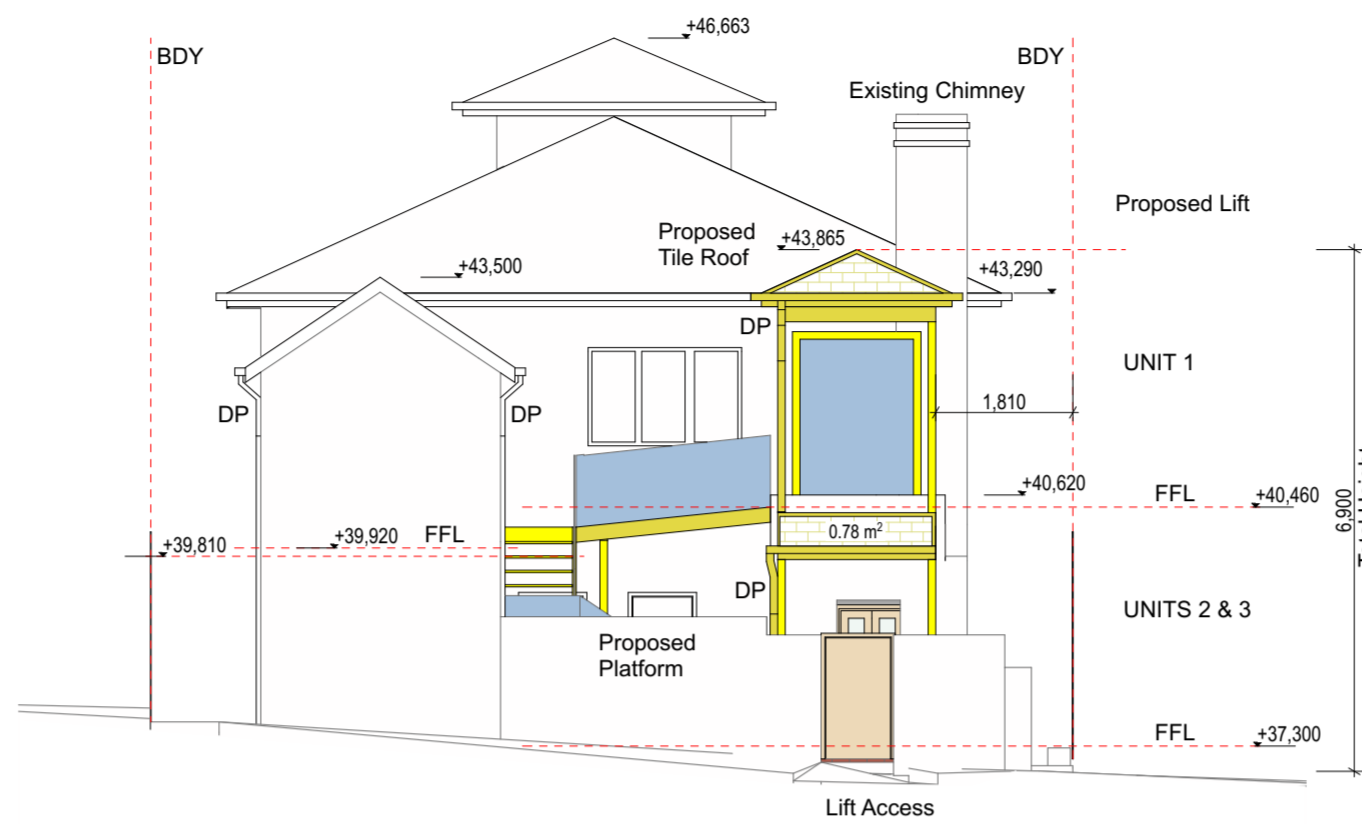 +46,663
BDY
BDY
Existing Chimney
Proposed Lift
Proposed
Tile Roof
+43,865
+43,500
+43,290
DP
UNIT 1
DP
DP
1,810
+40,620
FFL
+40,460
6,900
0.78 m²
+39,920
FFL
+39,810
DP
UNITS 2 & 3
Proposed
Platform
FFL
+37,300
Lift Access